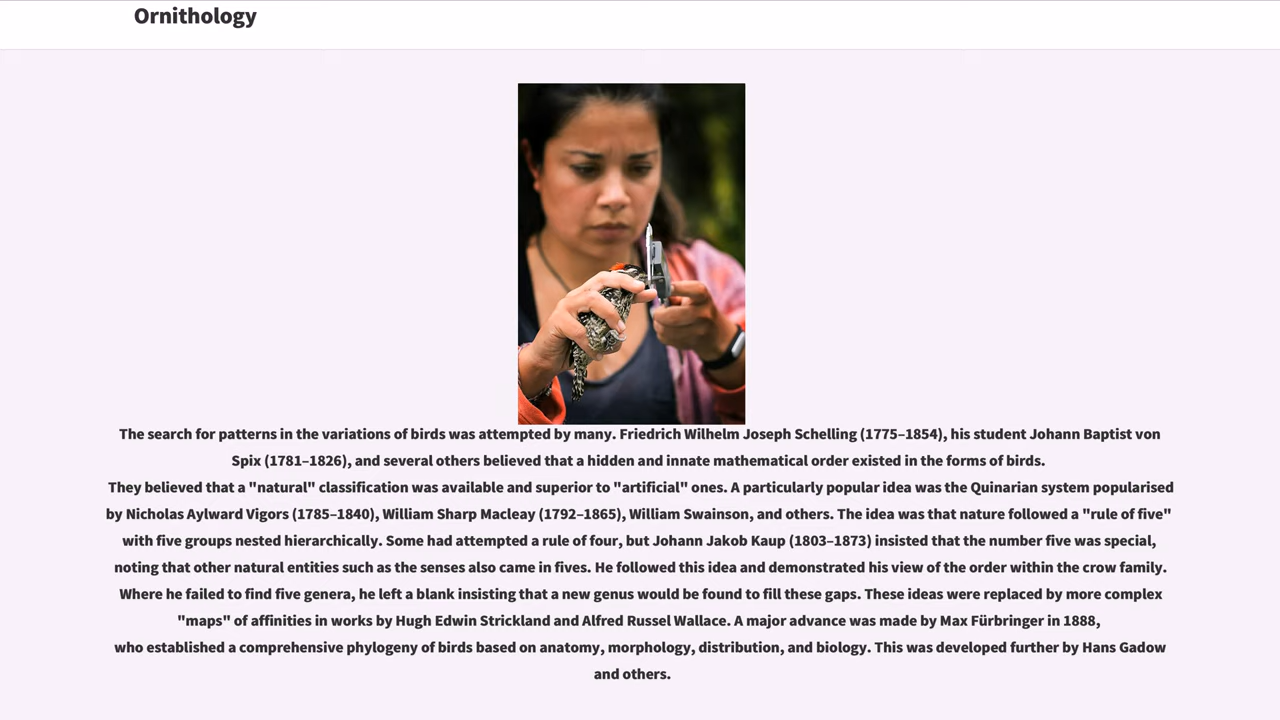 Ornithology
The search for patterns in the variations of birds was attempted by many. Friedrich Wilhelm Joseph Schelling (1775–1854), his student Johann Baptist von
Spix (1781–1826), and several others believed that a hidden and innate mathematical order existed in the forms of birds.
They believed that a "natural" classification was available and superior to "artificial" ones. A particularly popular idea was the Quinarian system popularised
by Nicholas Aylward Vigors (1785–1840), William Sharp Macleay (1792–1865), William Swainson, and others. The idea was that nature followed a "rule of five"
with five groups nested hierarchically. Some had attempted a rule of four, but Johann Jakob Kaup (1803–1873) insisted that the number five was special,
noting that other natural entities such as the senses also came in fives. He followed this idea and demonstrated his view of the order within the crow family.
Where he failed to find five genera, he left a blank insisting that a new genus would be found to fill these gaps. These ideas were replaced by more complex
"maps" of affinities in works by Hugh Edwin Strickland and Alfred Russel Wallace. A major advance was made by Max Fürbringer in 1888,
who established a comprehensive phylogeny of birds based on anatomy, morphology, distribution, and biology. This was developed further by Hans Gadow
and others.